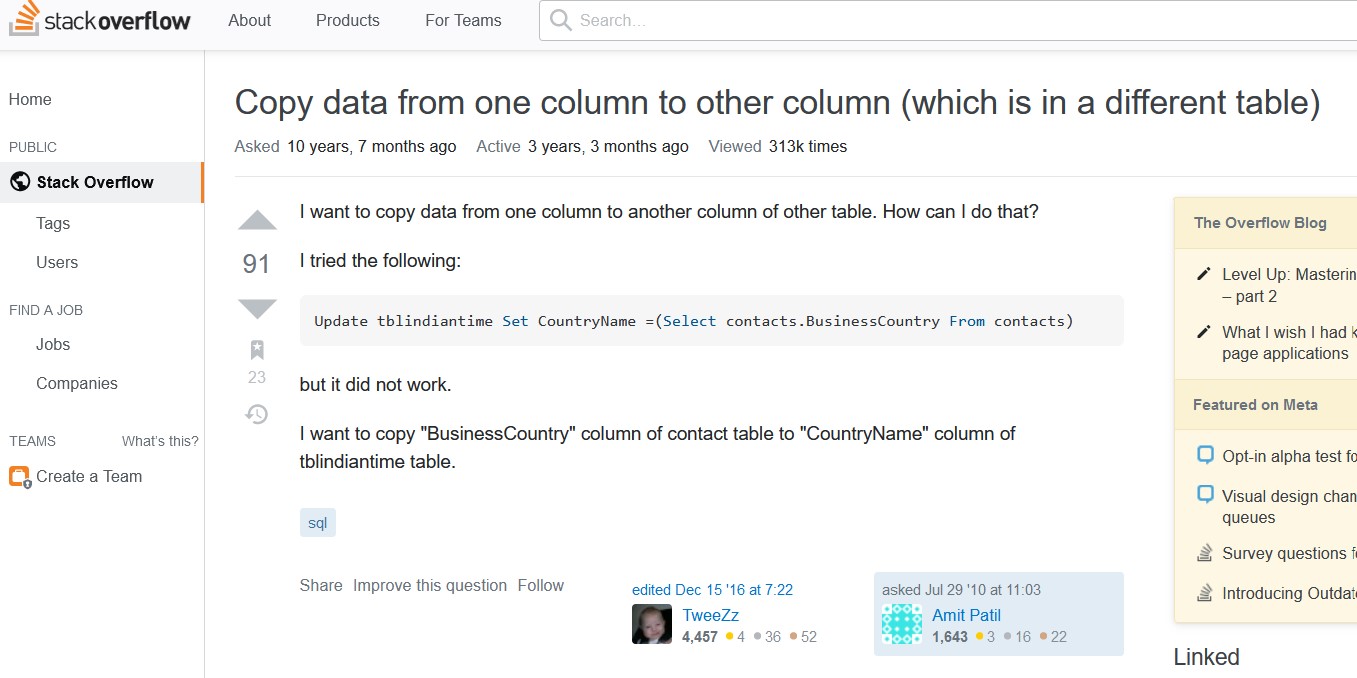 stackoverflow
About
Products
For Teams
Search...
Home
PUBLIC
Stack Overflow
Tags
Users
FIND A JOB
Jobs
Companies
TEAMS
What's this?
Create a Team
Copy data from one column to other column (which is in a different table)
Asked 10 years, 7 months ago Active 3 years, 3 months ago Viewed 313k times
91
23
I want to copy data from one column to another column of other table. How can I do that?
I tried the following:
Update tblindiantime Set CountryName =(Select contacts.BusinessCountry From contacts)
but it did not work.
I want to copy "BusinessCountry" column of contact table to "CountryName" column of
tblindiantime table.
sql
Share Improve this question Follow
edited Dec 15 '16 at 7:22
TweeZz
4,457 4 36 52
asked Jul 29 '10 at 11:03
Amit Patil
1,643 3 16 22
The Overflow Blog
Level Up: Masterin
– part 2
What I wish I had k
page applications
Featured on Meta
Opt-in alpha test fo
Visual design chan
queues
Survey questions f
Introducing Outdat
Linked